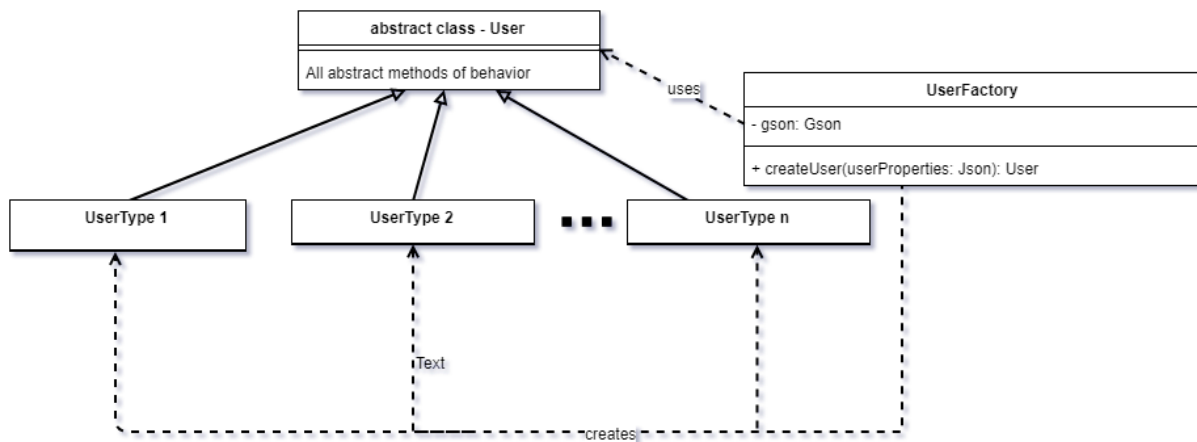 abstract class - User
All abstract methods of behavior
uses
UserFactory
- gson: Gson
+ createUser(userProperties: Json): User
UserType 1
UserType 2
UserType n
Text
creates